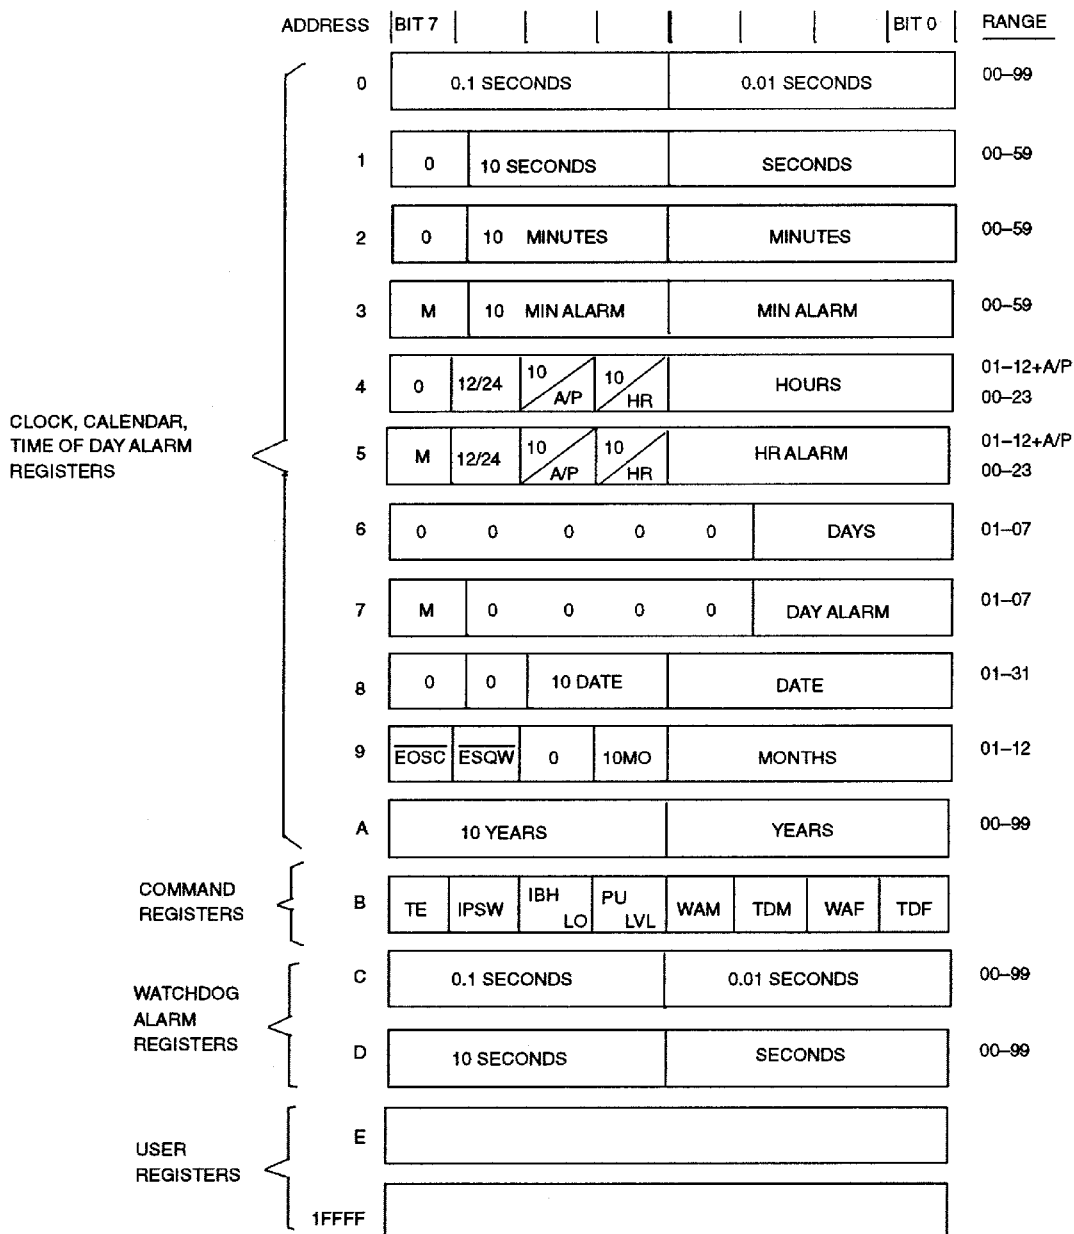 ADDRESS BIT 7 BIT 0 RANGE
0 0.1 SECONDS 0.01 SECONDS 00–99
1 0 10 SECONDS SECONDS 00–59
2 0 10 MINUTES MINUTES 00–59
3 M 10 MIN ALARM MIN ALARM 00–59
4 0 12/24 10 A/P 10 HR HOURS 01–12+A/P
00–23
CLOCK, CALENDAR,
TIME OF DAY ALARM
REGISTERS
5 M 12/24 10 A/P 10 HR HR ALARM 01–12+A/P
00–23
6 0 0 0 0 0 DAYS 01–07
7 M 0 0 0 0 DAY ALARM 01–07
8 0 0 10 DATE DATE 01–31
9 EOSC ESQW 0 10MO MONTHS 01–12
A 10 YEARS YEARS 00–99
COMMAND
REGISTERS
B TE IPSW IBH LO PU LVL WAM TDM WAF TDF
WATCHDOG
ALARM
REGISTERS
C 0.1 SECONDS 0.01 SECONDS 00–99
D 10 SECONDS SECONDS 00–99
USER
REGISTERS
E
1FFFF